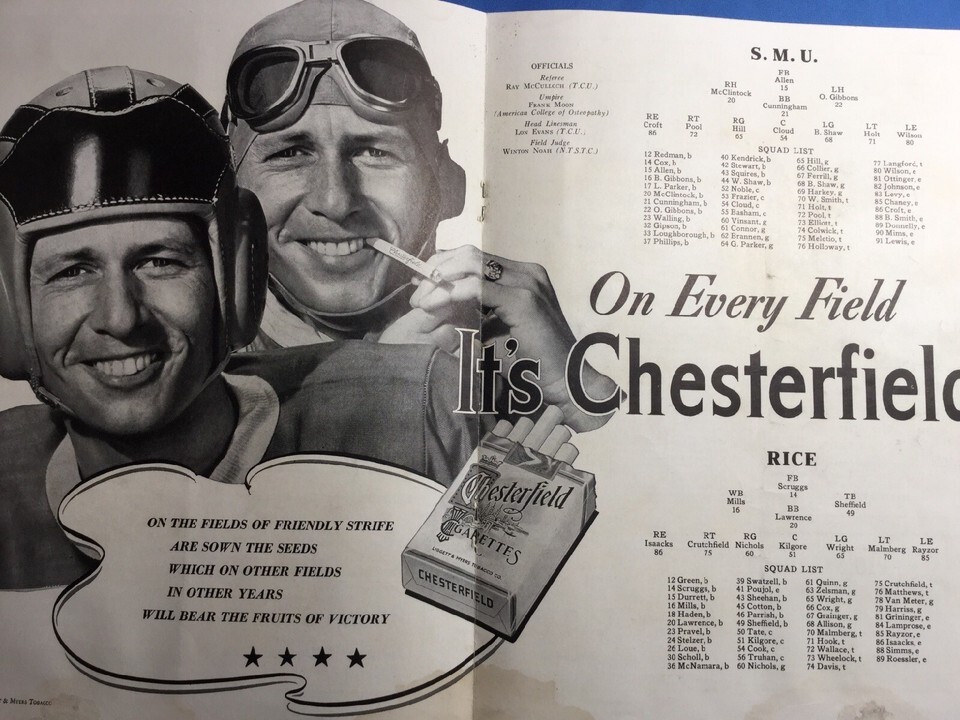 OFFICIALS
Referee
RAY MCCULLOCH (T.C.U.)
Umpire
FRANK MOON
(American College of Osteopathy)
Head Linesman
LON EVANS (T.C.U.)
Field Judge
WINTON NOAH (N.T.S.T.C.)
S. M. U.
FB
Allen
15
RH
McClintock
20
BB
Cunningham
21
LH
O. Gibbons
22
RE
Croft
86
RT
Pool
72
RG
Hill
65
C
Cloud
54
LG
B. Shaw
68
LT
Holt
71
LE
Wilson
80
SQUAD LIST
12 Redman, b
14 Cox, b
15 Allen, b
16 B. Gibbons, b
17 L. Parker, b
20 McClintock, b
21 Cunningham, b
22 O. Gibbons, b
23 Walling, b
32 Gipson, b
33 Loughborough, b
37 Phillips, b
40 Kendrick, b
42 Stewart, b
43 Squires, b
44 W. Shaw, b
52 Noble, c
53 Frazier, c
54 Cloud, c
55 Basham, c
60 Vinsant, g
61 Connor, g
62 Brannen, g
64 G. Parker, g
65 Hill, g
66 Collier, g
67 Ferrill, g
68 B. Shaw, g
69 Harkey, g
70 W. Smith, t
71 Holt, t
72 Pool, t
73 Elliott, t
74 Colwick, t
75 Meletio, t
76 Holloway, t
77 Langford, t
80 Wilson, e
81 Ottinger, e
82 Johnson, e
83 Levy, e
85 Chaney, e
86 Croft, e
88 B. Smith, e
89 Donnelly, e
90 Mims, e
91 Lewis, e
Chesterfield
On Every Field
It's Chesterfield
Chesterfield
CIGARETTES
LIGGETT & MYERS TOBACCO CO.
CHESTERFIELD
ON THE FIELDS OF FRIENDLY STRIFE
ARE SOWN THE SEEDS
WHICH ON OTHER FIELDS
IN OTHER YEARS
WILL BEAR THE FRUITS OF VICTORY
& MYERS TOBACCO
RICE
FB
Scruggs
14
WB
Mills
16
BB
Lawrence
20
TB
Sheffield
49
RE
Isaacks
86
RT
Crutchfield
75
RG
Nichols
60
C
Kilgore
51
LG
Wright
65
LT
Malmberg
70
LE
Rayzor
85
SQUAD LIST
12 Green, b
14 Scruggs, b
15 Durrett, b
16 Mills, b
18 Haden, b
20 Lawrence, b
23 Pravel, b
24 Stelzer, b
26 Loue, b
30 Scholl, b
36 McNamara, b
39 Swatzell, b
41 Poujol, e
43 Sheehan, b
45 Cotton, b
46 Parrish, b
49 Sheffield, b
50 Tate, c
51 Kilgore, c
54 Cook, c
56 Truhan, c
60 Nichols, g
61 Quinn, g
63 Zelsman, g
65 Wright, g
66 Cox, g
67 Grainger, g
68 Allison, g
70 Malmberg, t
71 Hook, t
72 Wallace, t
73 Wheelock, t
74 Davis, t
75 Crutchfield, t
76 Matthews, t
78 Van Meter, g
79 Harriss, g
81 Grininger, e
84 Lamprose, e
85 Rayzor, e
86 Isaacks, e
88 Simms, e
89 Roessler, e